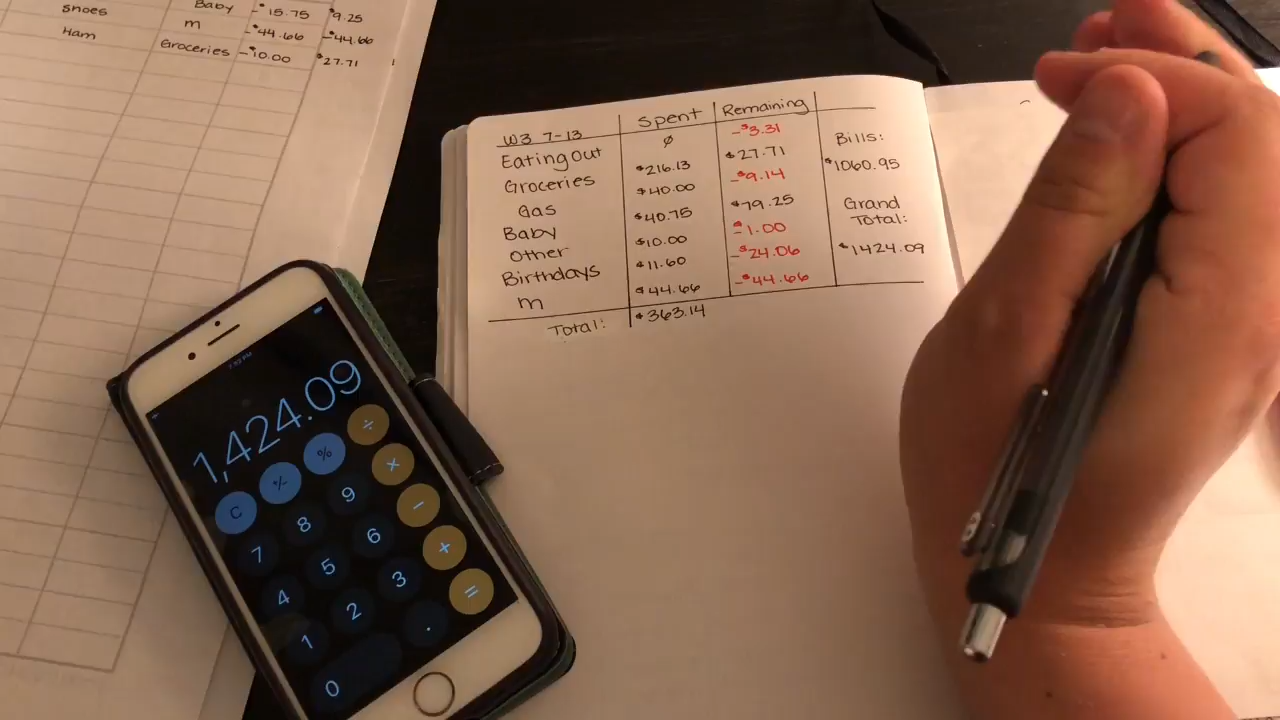 Shoes Baby -$15.75 $9.25
Ham m -$44.66 -$44.66
Groceries -$10.00 $27.71
W3 7-13 Spent Remaining
Eating Out ∅ -$3.31 Bills:
Groceries $216.13 $27.71 $1060.95
Gas $40.00 -$9.14
Baby $40.75 $79.25 Grand Total:
Other $10.00 -$1.00
Birthdays $11.60 -$24.06 $1424.09
m $44.66 -$44.66
Total: $363.14
1,424.09
C +/- % ÷
7 8 9 ×
4 5 6 -
1 2 3 +
0 . =